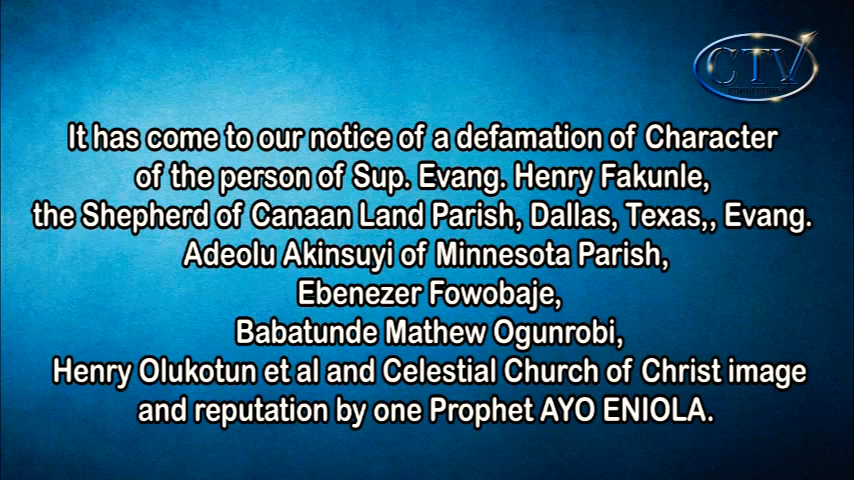 CTV
It has come to our notice of a defamation of Character
of the person of Sup. Evang. Henry Fakunle,
the Shepherd of Canaan Land Parish, Dallas, Texas,, Evang.
Adeolu Akinsuyi of Minnesota Parish,
Ebenezer Fowobaje,
Babatunde Mathew Ogunrobi,
Henry Olukotun et al and Celestial Church of Christ image
and reputation by one Prophet AYO ENIOLA.